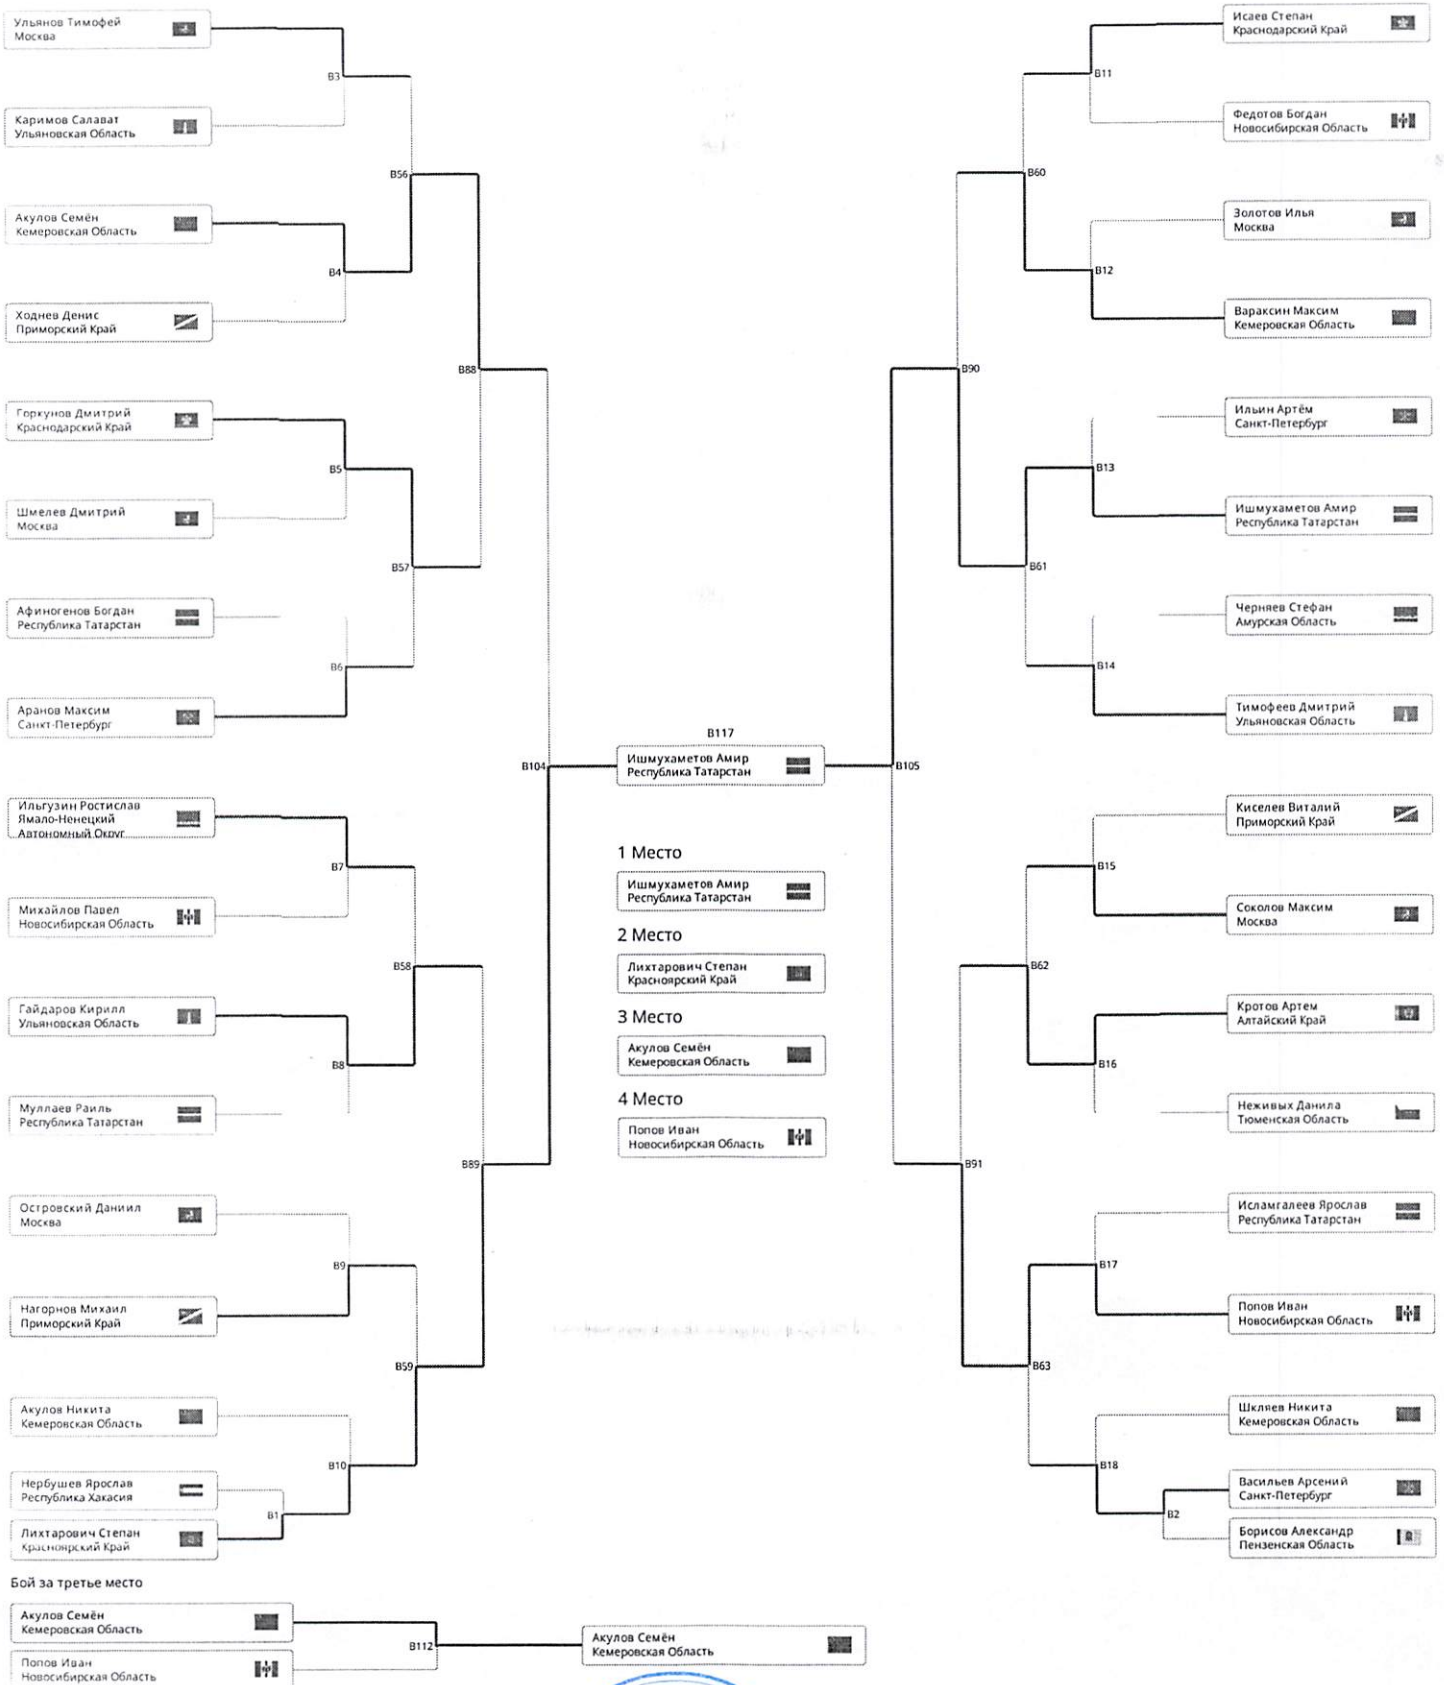 Ульянов Тимофей
Москва
B3
Каримов Салават
Ульяновская Область
B56
Акулов Семён
Кемеровская Область
B4
Ходнев Денис
Приморский Край
B88
Горкунов Дмитрий
Краснодарский Край
B5
Шмелев Дмитрий
Москва
B57
Афиногенов Богдан
Республика Татарстан
B6
Аранов Максим
Санкт-Петербург
B104
Ильгузин Ростислав
Ямало-Ненецкий
Автономный Округ
B7
Михайлов Павел
Новосибирская Область
B58
Гайдаров Кирилл
Ульяновская Область
B8
Муллаев Раиль
Республика Татарстан
B89
Островский Даниил
Москва
B9
Нагорнов Михаил
Приморский Край
B59
Акулов Никита
Кемеровская Область
B10
Нербушев Ярослав
Республика Хакасия
B1
Лихтарович Степан
Красноярский Край
B117
Ишмухаметов Амир
Республика Татарстан
1 Место
Ишмухаметов Амир
Республика Татарстан
2 Место
Лихтарович Степан
Красноярский Край
3 Место
Акулов Семён
Кемеровская Область
4 Место
Попов Иван
Новосибирская Область
Исаев Степан
Краснодарский Край
B11
Федотов Богдан
Новосибирская Область
B60
Золотов Илья
Москва
B12
Вараксин Максим
Кемеровская Область
B90
Ильин Артём
Санкт-Петербург
B13
Ишмухаметов Амир
Республика Татарстан
B61
Черняев Стефан
Амурская Область
B14
Тимофеев Дмитрий
Ульяновская Область
B105
Киселев Виталий
Приморский Край
B15
Соколов Максим
Москва
B62
Кротов Артем
Алтайский Край
B16
Неживых Данила
Тюменская Область
B91
Исламгалеев Ярослав
Республика Татарстан
B17
Попов Иван
Новосибирская Область
B63
Шкляев Никита
Кемеровская Область
B18
Васильев Арсений
Санкт-Петербург
B2
Борисов Александр
Пензенская Область
Бой за третье место
Акулов Семён
Кемеровская Область
B112
Акулов Семён
Кемеровская Область
Попов Иван
Новосибирская Область